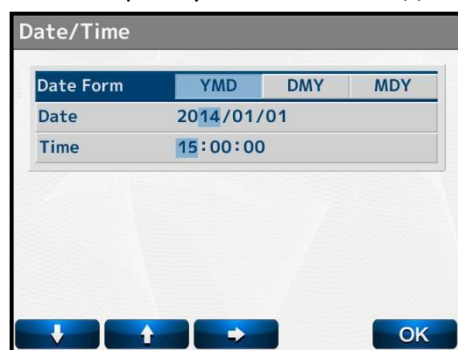 Date/Time
Date Form YMD DMY MDY
Date 2014/01/01
Time 15:00:00
OK